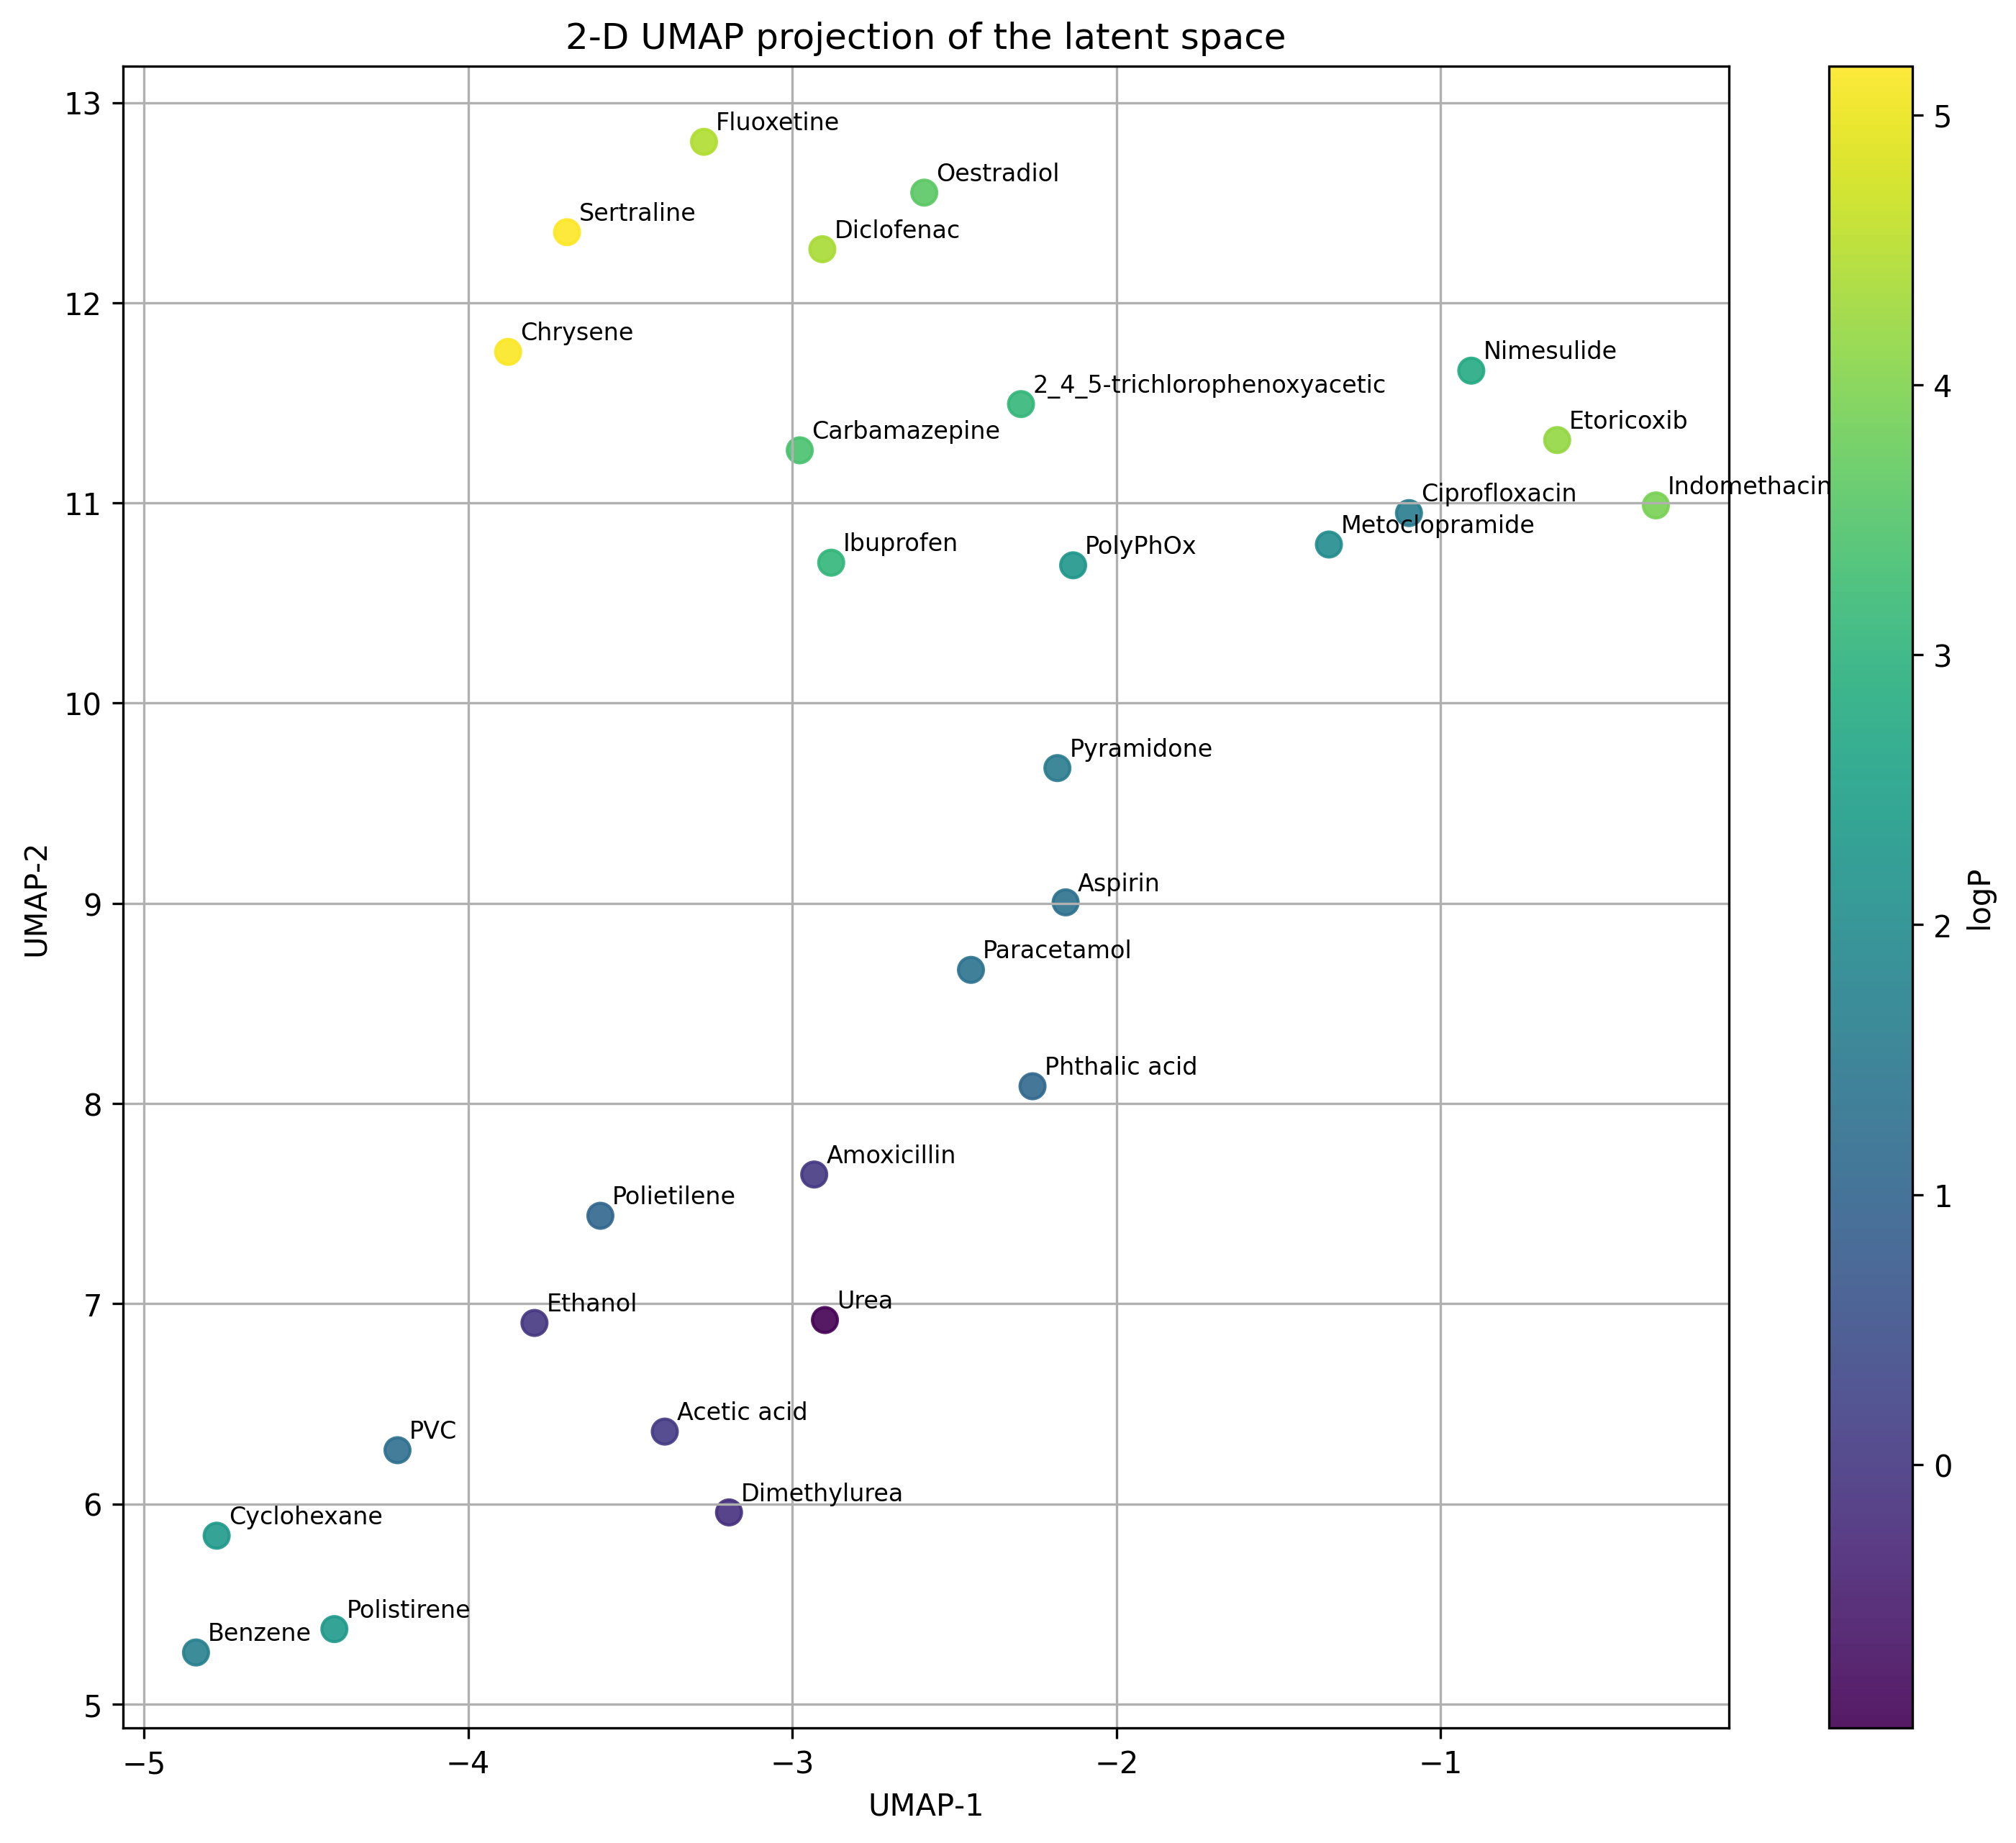 2-D UMAP projection of the latent space
13
12
11
10
9
8
7
6
5
UMAP-2
Fluoxetine
Oestradiol
Sertraline
Diclofenac
Chrysene
Nimesulide
2_4_5-trichlorophenoxyacetic
Etoricoxib
Carbamazepine
Indomethacin
Ciprofloxacin
Metoclopramide
Ibuprofen
PolyPhOx
Pyramidone
Aspirin
Paracetamol
Phthalic acid
Amoxicillin
Polietilene
Ethanol
Urea
Acetic acid
PVC
Dimethylurea
Cyclohexane
Polistirene
Benzene
−5
−4
−3
−2
−1
UMAP-1
5
4
3
2
1
0
logP